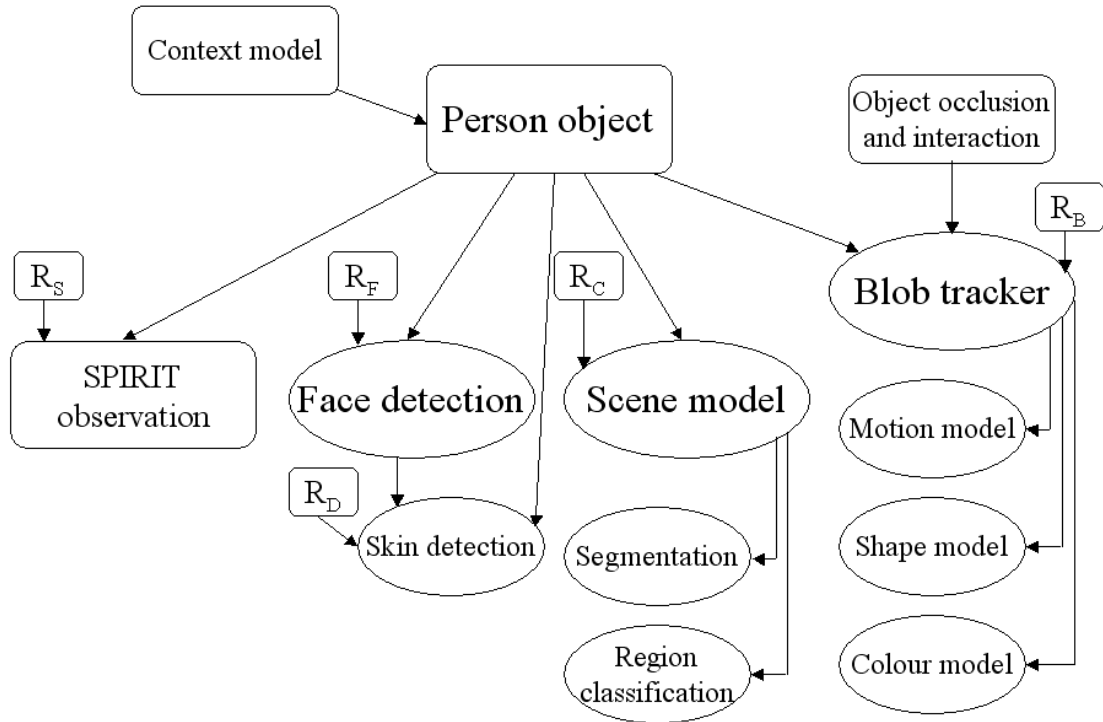 Context model
Person object
Object occlusion
and interaction
R_B
R_S
R_F
R_C
Blob tracker
SPIRIT
observation
Face detection
Scene model
Motion model
R_D
Skin detection
Segmentation
Shape model
Region
classification
Colour model